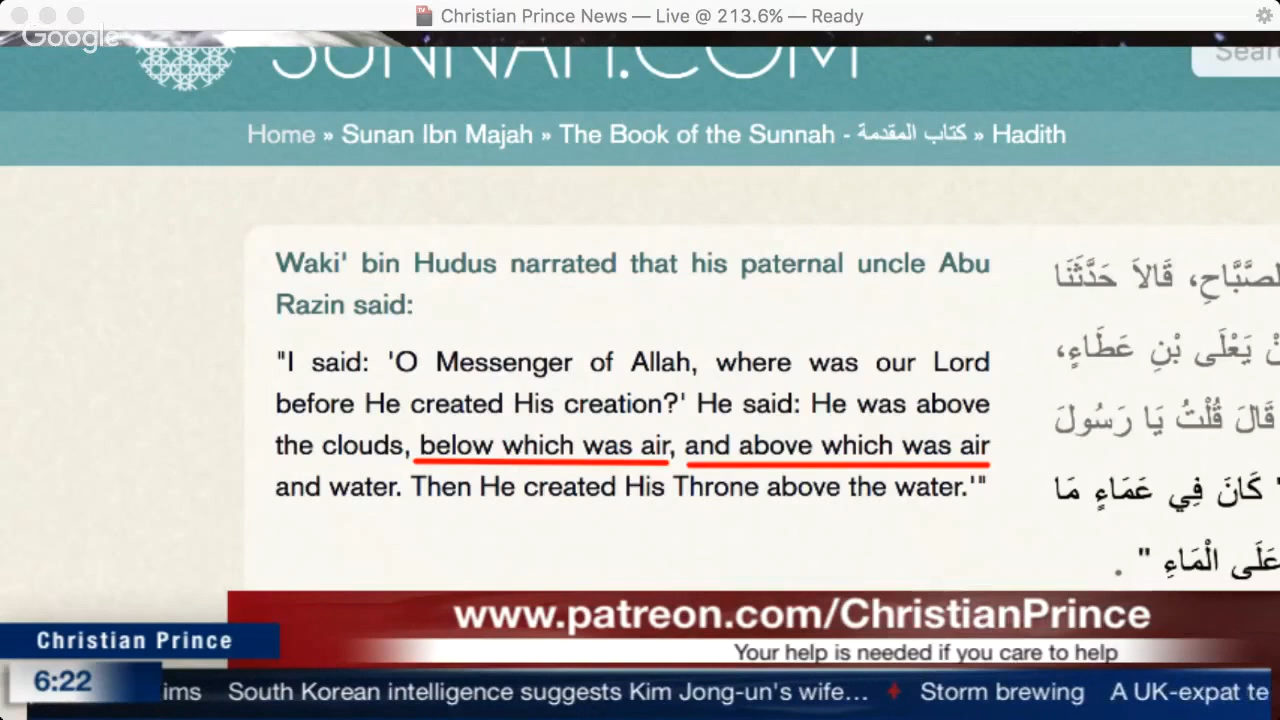 Christian Prince News — Live @ 213.6% — Ready
Google
SUNNAH.COM
Sear
Home » Sunan Ibn Majah » The Book of the Sunnah - كتاب المقدمة » Hadith
Waki' bin Hudus narrated that his paternal uncle Abu
Razin said:
"I said: 'O Messenger of Allah, where was our Lord
before He created His creation?' He said: He was above
the clouds, below which was air, and above which was air
and water. Then He created His Throne above the water.'"
الصَّبَّاحِ، قَالاَ حَدَّثَنَا
يَعْلَى بْنِ عَطَاءٍ،
قَالَ قُلْتُ يَا رَسُولَ
" كَانَ فِي عَمَاءٍ مَا
عَلَى الْمَاءِ " .
www.patreon.com/ChristianPrince
Your help is needed if you care to help
Christian Prince
6:22
ims South Korean intelligence suggests Kim Jong-un's wife... Storm brewing A UK-expat te